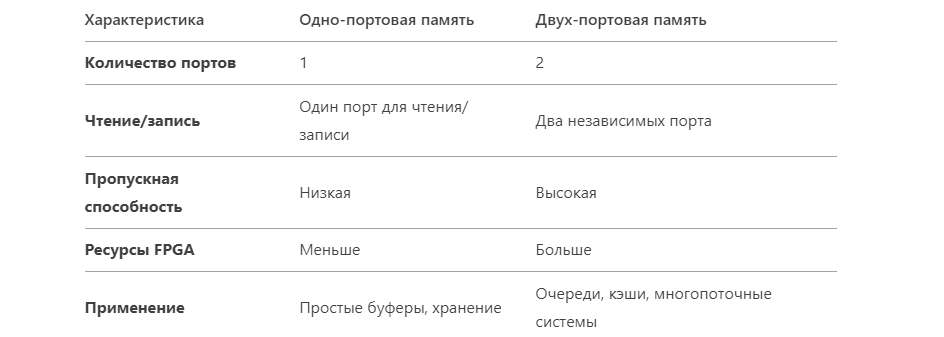 Характеристика Одно-портовая память Двух-портовая память
Количество портов 1 2
Чтение/запись Один порт для чтения/
записи Два независимых порта
Пропускная
способность Низкая Высокая
Ресурсы FPGA Меньше Больше
Применение Простые буферы, хранение Очереди, кэши, многопоточные
системы